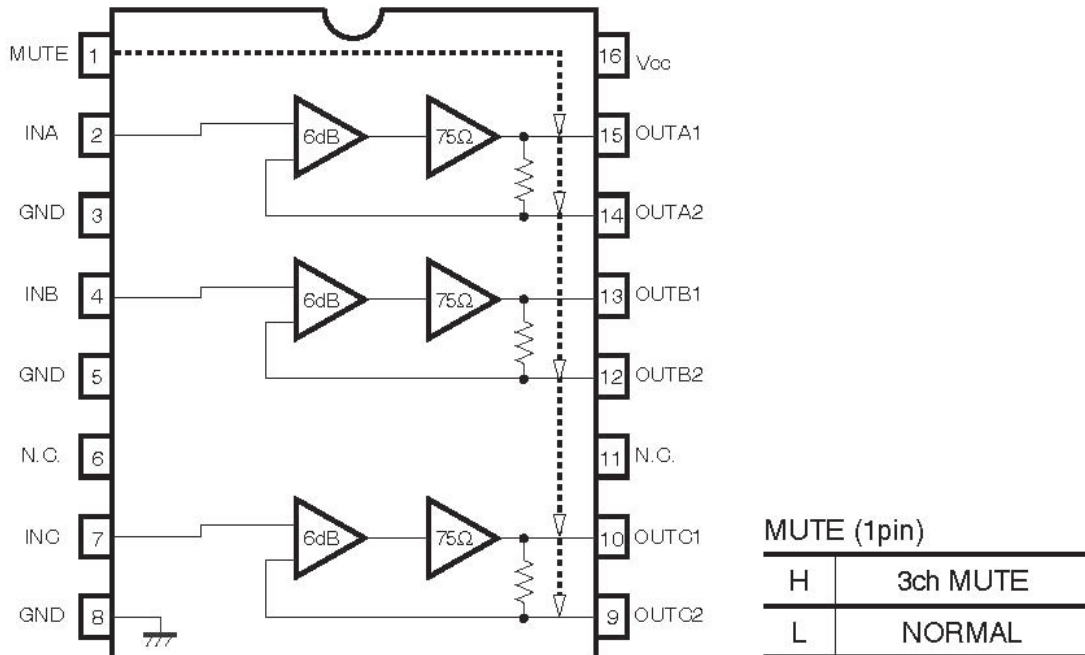 MUTE 1 16 Vcc
INA 2 6dB 75Ω 15 OUTA1
GND 3 14 OUTA2
INB 4 6dB 75Ω 13 OUTB1
GND 5 12 OUTB2
N.C. 6 11 N.C.
INC 7 6dB 75Ω 10 OUTC1
GND 8 9 OUTC2
MUTE (1pin)
H 3ch MUTE
L NORMAL